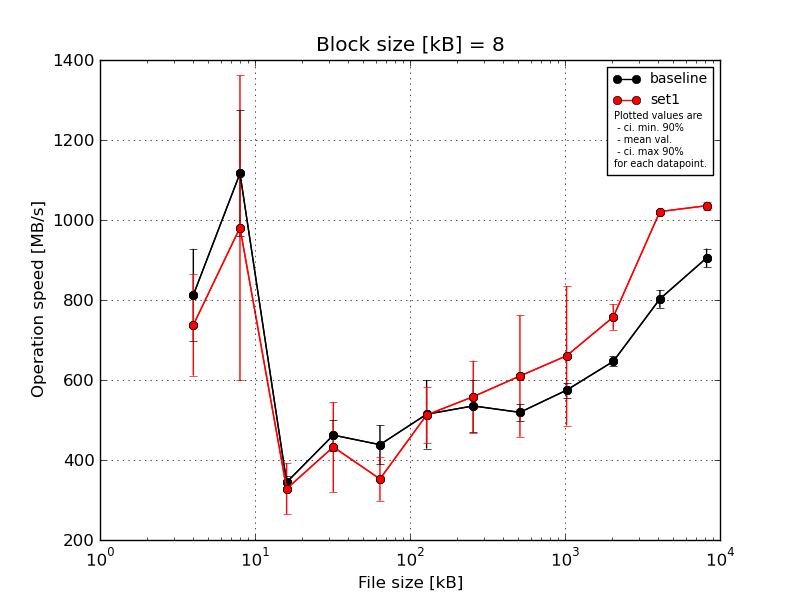 Block size [kB] = 8
1400
1200
1000
800
600
400
200
Operation speed [MB/s]
baseline
set1
Plotted values are
- ci. min. 90%
- mean val.
- ci. max 90%
for each datapoint.
10^0
10^1
10^2
10^3
10^4
File size [kB]